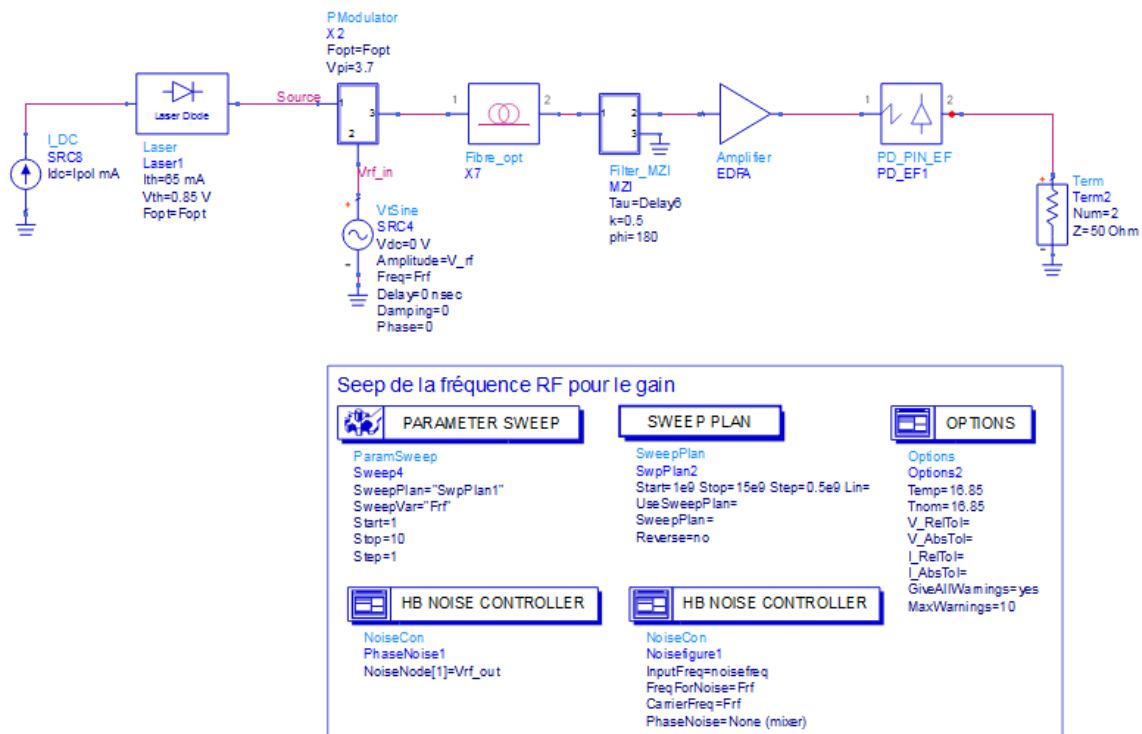 PModulator
X2
Fopt=Fopt
Vpi=3.7
Laser Diode
Source
1
2
3
1
2
1
2
3
1
2
I_DC
SRC8
Idc=Ipol mA
Laser
Laser1
Ith=65 mA
Vth=0.85 V
Fopt=Fopt
Vrf_in
+
-
VtSine
SRC4
Vdc=0 V
Amplitude=V_rf
Freq=Frf
Delay=0 nsec
Damping=0
Phase=0
Fibre_opt
X7
Filter_MZI
MZI
Tau=Delay6
k=0.5
phi=180
Amplifier
EDFA
PD_PIN_EF
PD_EF1
+
-
Term
Term2
Num=2
Z=50 Ohm
Seep de la fréquence RF pour le gain
PARAMETER SWEEP
ParamSweep
Sweep4
SweepPlan="SwpPlan1"
SweepVar="Frf"
Start=1
Stop=10
Step=1
SWEEP PLAN
SweepPlan
SwpPlan2
Start=1e9 Stop=15e9 Step=0.5e9 Lin=
UseSweepPlan=
SweepPlan=
Reverse=no
OPTIONS
Options
Options2
Temp=16.85
Tnom=16.85
V_RelTol=
V_AbsTol=
I_RelTol=
I_AbsTol=
GiveAllWarnings=yes
MaxWarnings=10
HB NOISE CONTROLLER
NoiseCon
PhaseNoise1
NoiseNode[1]=Vrf_out
HB NOISE CONTROLLER
NoiseCon
Noisefigure1
InputFreq=noisefreq
FreqForNoise=Frf
CarrierFreq=Frf
PhaseNoise=None (mixer)